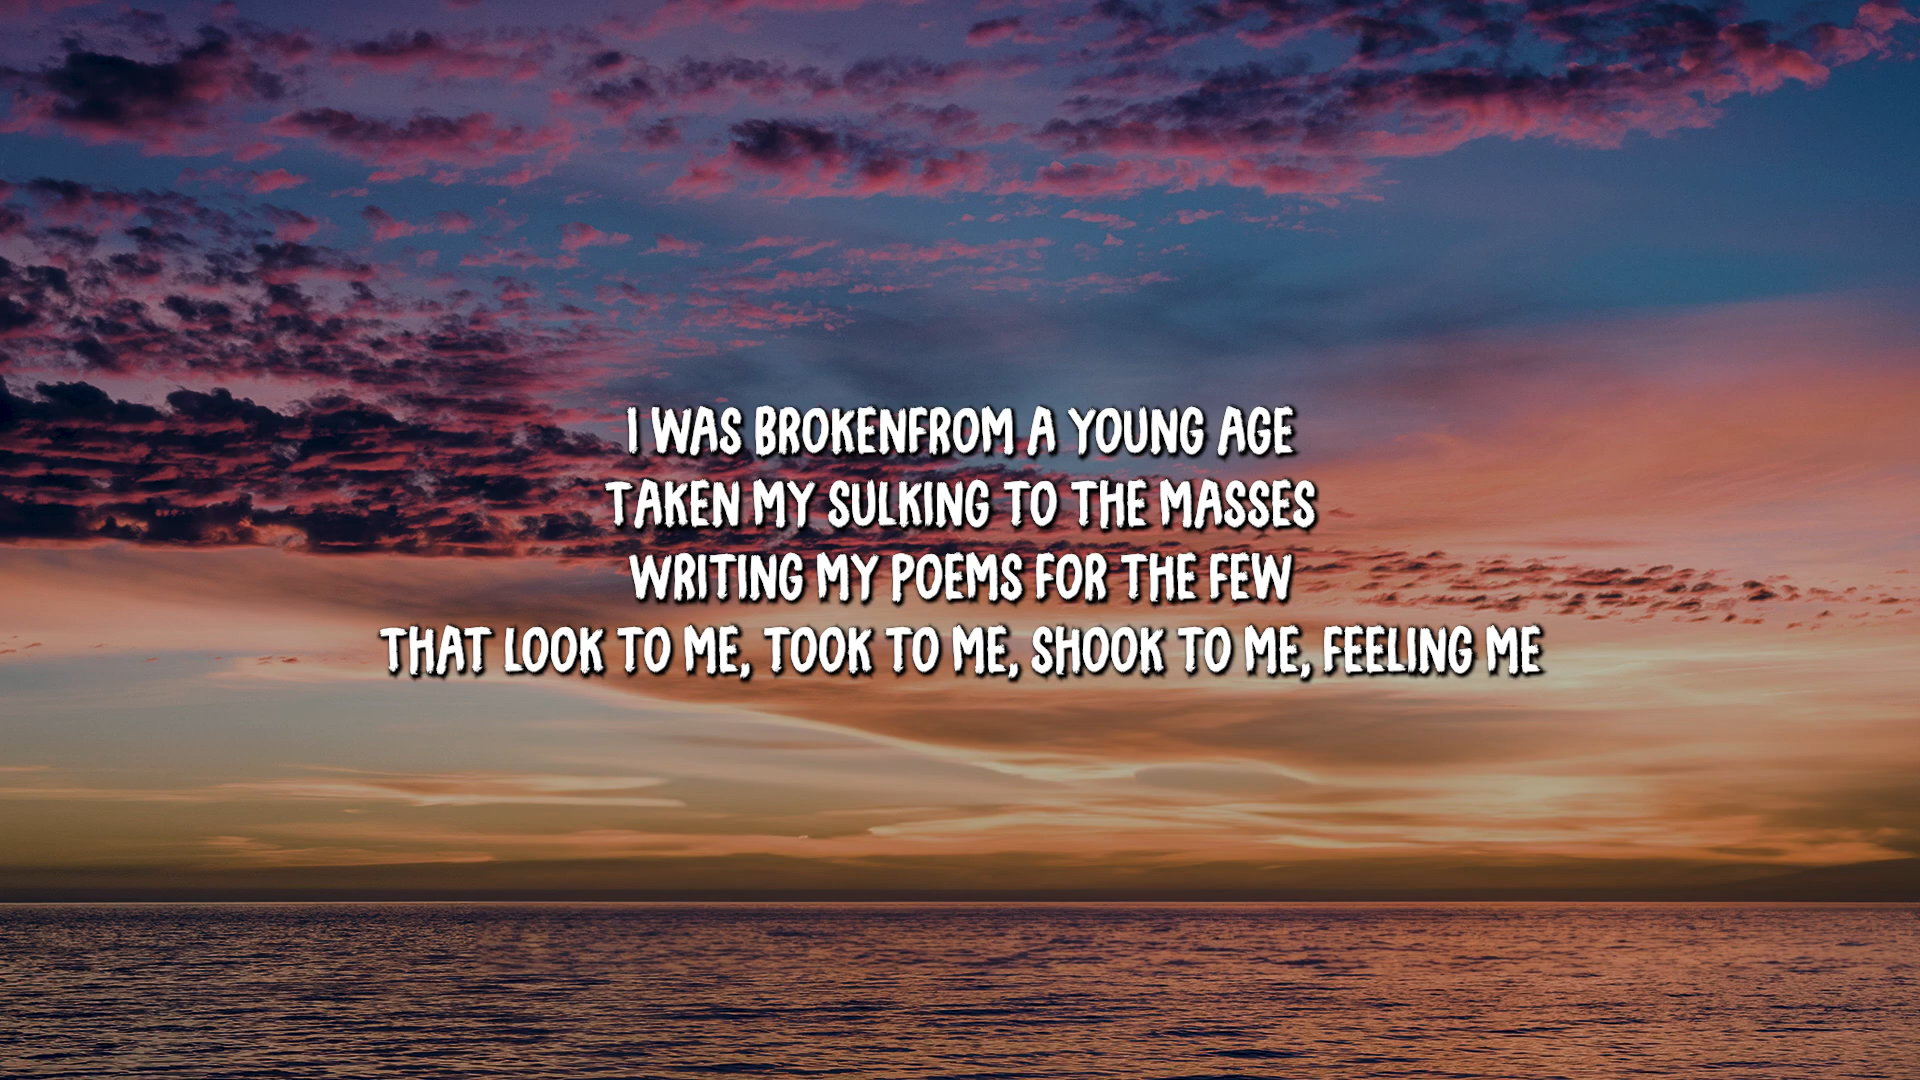 I WAS BROKENFROM A YOUNG AGE
TAKEN MY SULKING TO THE MASSES
WRITING MY POEMS FOR THE FEW
THAT LOOK TO ME, TOOK TO ME, SHOOK TO ME, FEELING ME